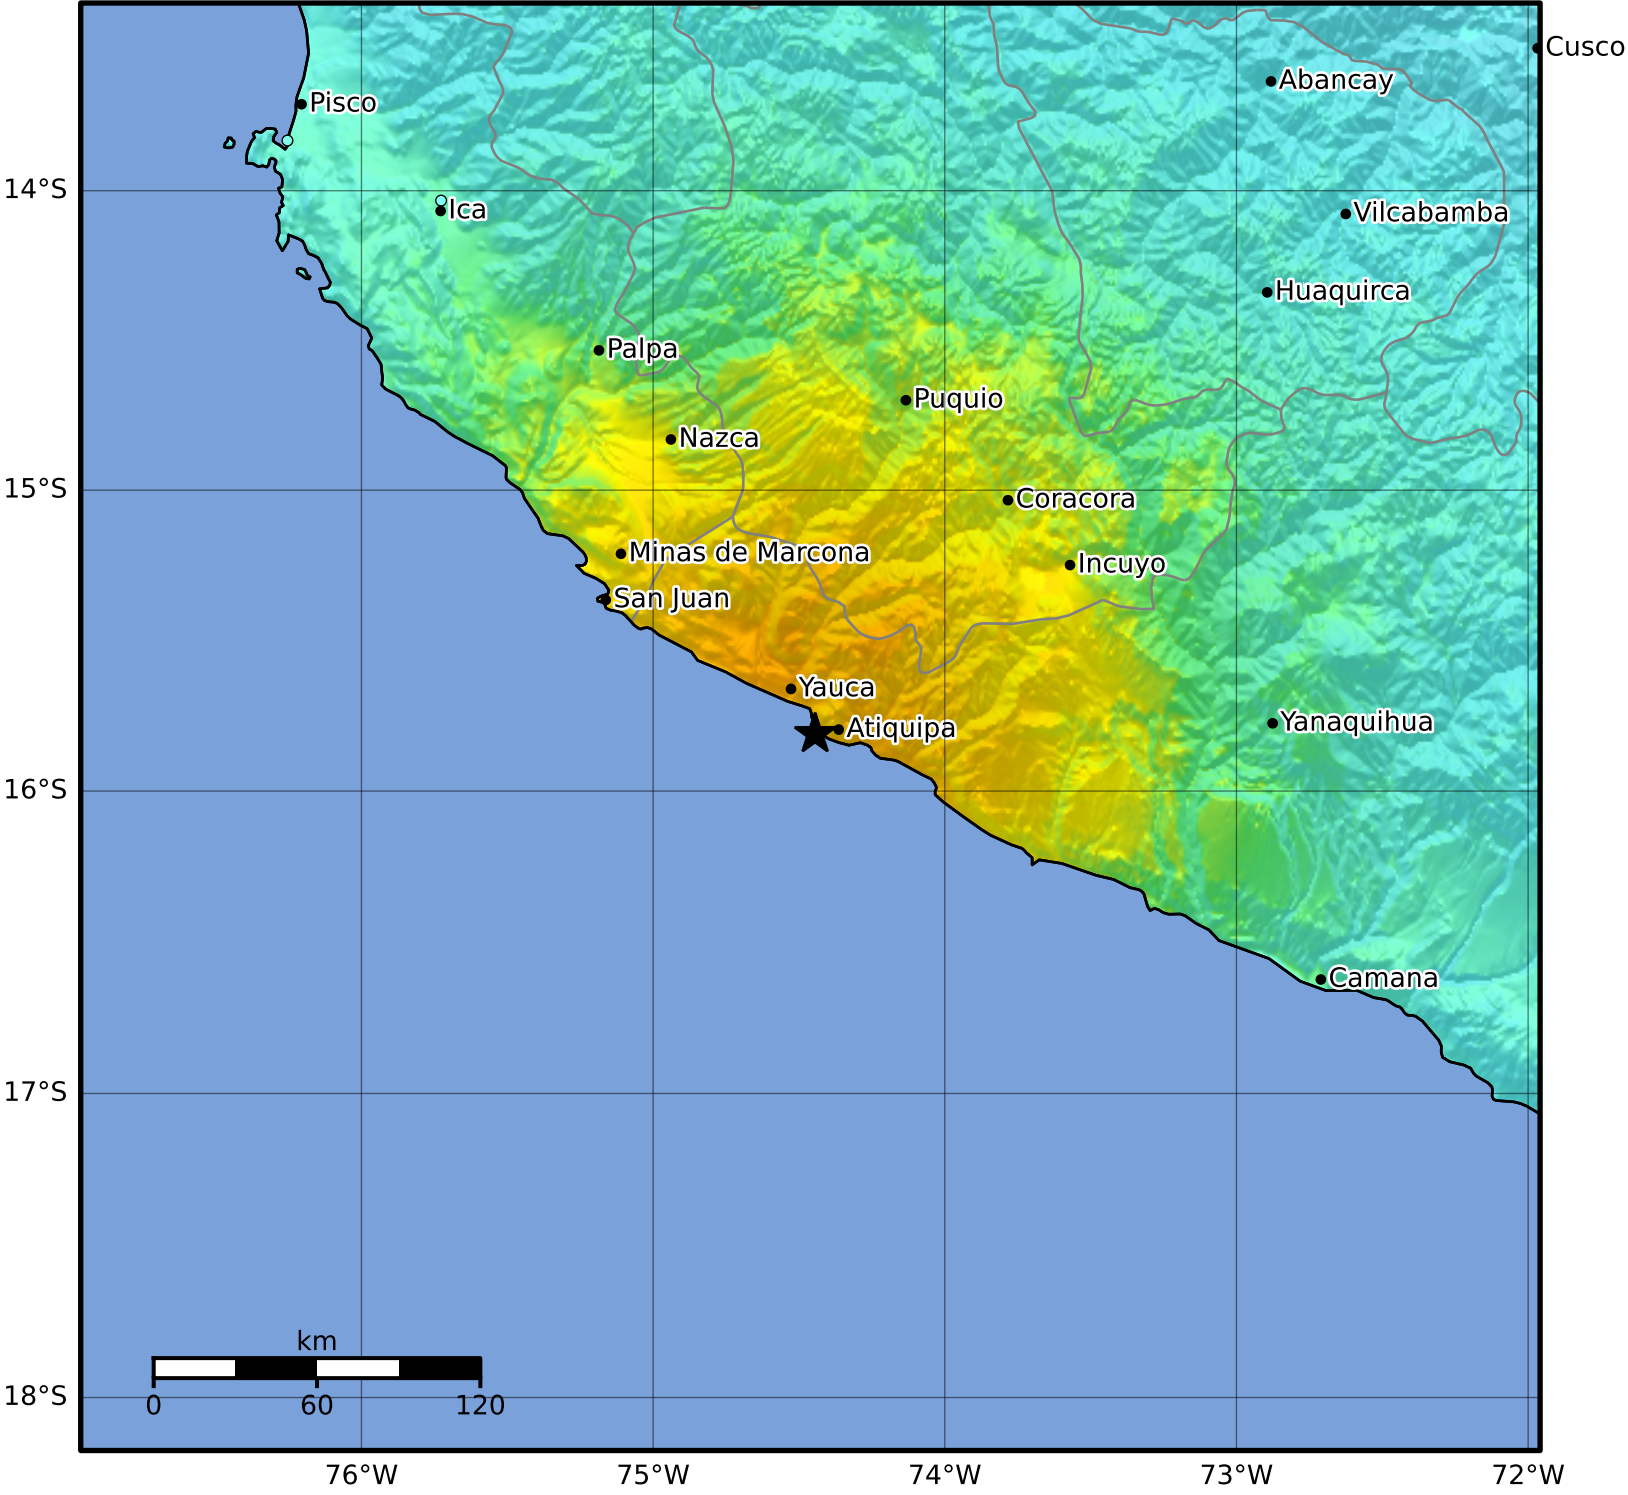 Cusco
Abancay
Pisco
14°S
Ica
Vilcabamba
Huaquirca
Palpa
Puquio
Nazca
15°S
Coracora
Minas de Marcona
Incuyo
San Juan
Yauca
Atiquipa
Yanaquihua
16°S
Camana
17°S
km
18°S
0 60 120
76°W 75°W 74°W 73°W 72°W